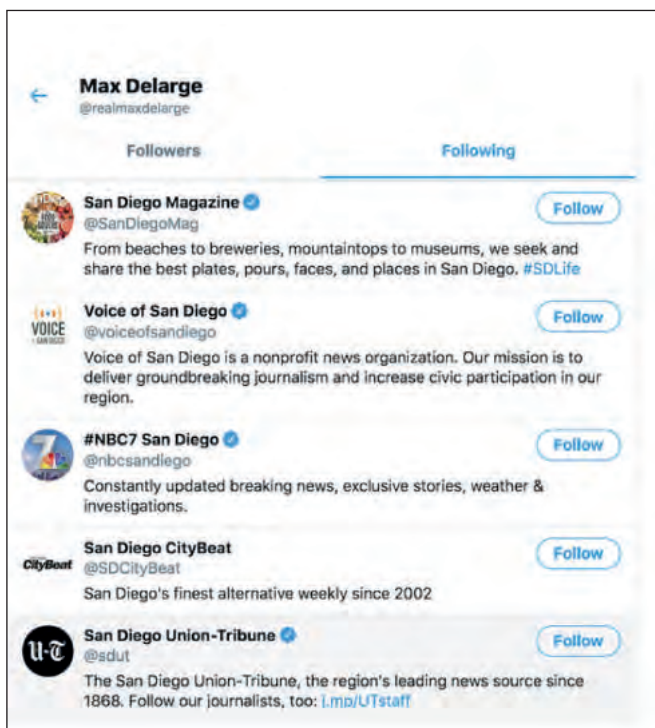 Max Delarge
@realmaxdelarge
Followers
Following
San Diego Magazine
Follow
@SanDiegoMag
From beaches to breweries, mountaintops to museums, we seek and
share the best plates, pours, faces, and places in San Diego. #SDLife
VOICE
Voice of San Diego
Follow
@voiceofsandiego
Voice of San Diego is a nonprofit news organization. Our mission is to
deliver groundbreaking journalism and increase civic participation in our
region.
7
#NBC7 San Diego
Follow
@nbcsandiego
Constantly updated breaking news, exclusive stories, weather &
investigations.
CityBeat
San Diego CityBeat
Follow
@SDCityBeat
San Diego's finest alternative weekly since 2002
U-T
San Diego Union-Tribune
Follow
@sdut
The San Diego Union-Tribune, the region's leading news source since
1868. Follow our journalists, too: j.mp/UTstaff